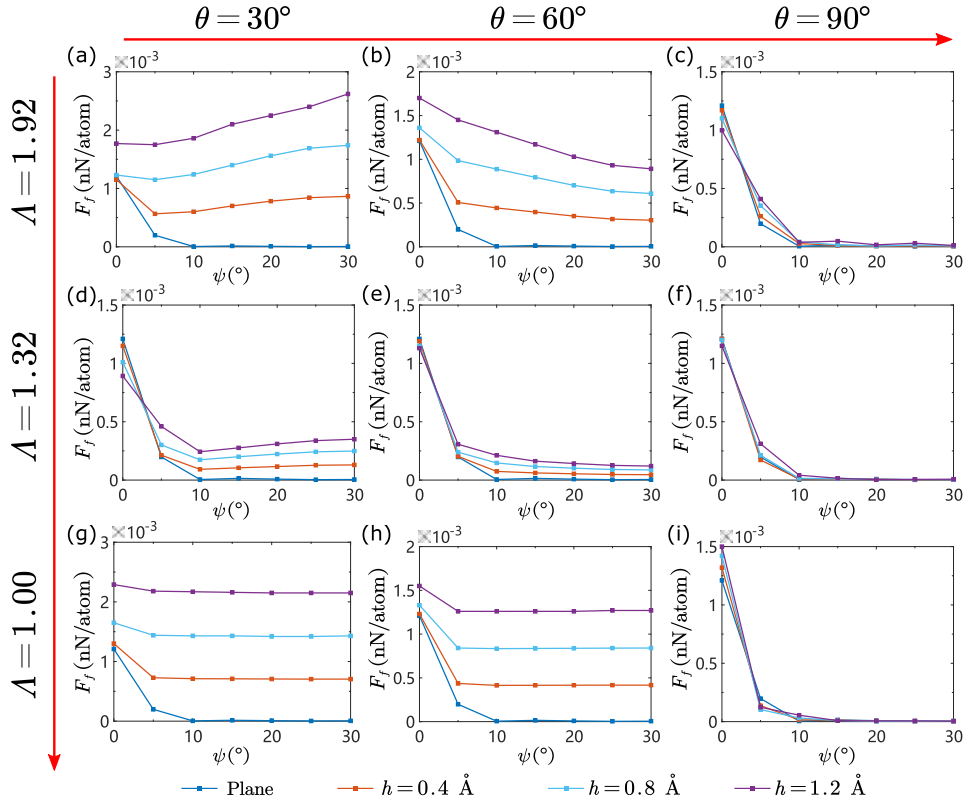 θ = 30° θ = 60° θ = 90°
Λ = 1.92
Λ = 1.32
Λ = 1.00
(a) ×10⁻³
3
2
1
0
F_f (nN/atom)
0 10 20 30
ψ(°)
(b) ×10⁻³
2
1.5
1
0.5
0
F_f (nN/atom)
0 10 20 30
ψ(°)
(c) ×10⁻³
1.5
1
0.5
0
F_f (nN/atom)
0 10 20 30
ψ(°)
(d) ×10⁻³
1.5
1
0.5
0
F_f (nN/atom)
0 10 20 30
ψ(°)
(e) ×10⁻³
1.5
1
0.5
0
F_f (nN/atom)
0 10 20 30
ψ(°)
(f) ×10⁻³
1.5
1
0.5
0
F_f (nN/atom)
0 10 20 30
ψ(°)
(g) ×10⁻³
3
2
1
0
F_f (nN/atom)
0 10 20 30
ψ(°)
(h) ×10⁻³
2
1.5
1
0.5
0
F_f (nN/atom)
0 10 20 30
ψ(°)
(i) ×10⁻³
1.5
1
0.5
0
F_f (nN/atom)
0 10 20 30
ψ(°)
Plane h = 0.4 Å h = 0.8 Å h = 1.2 Å